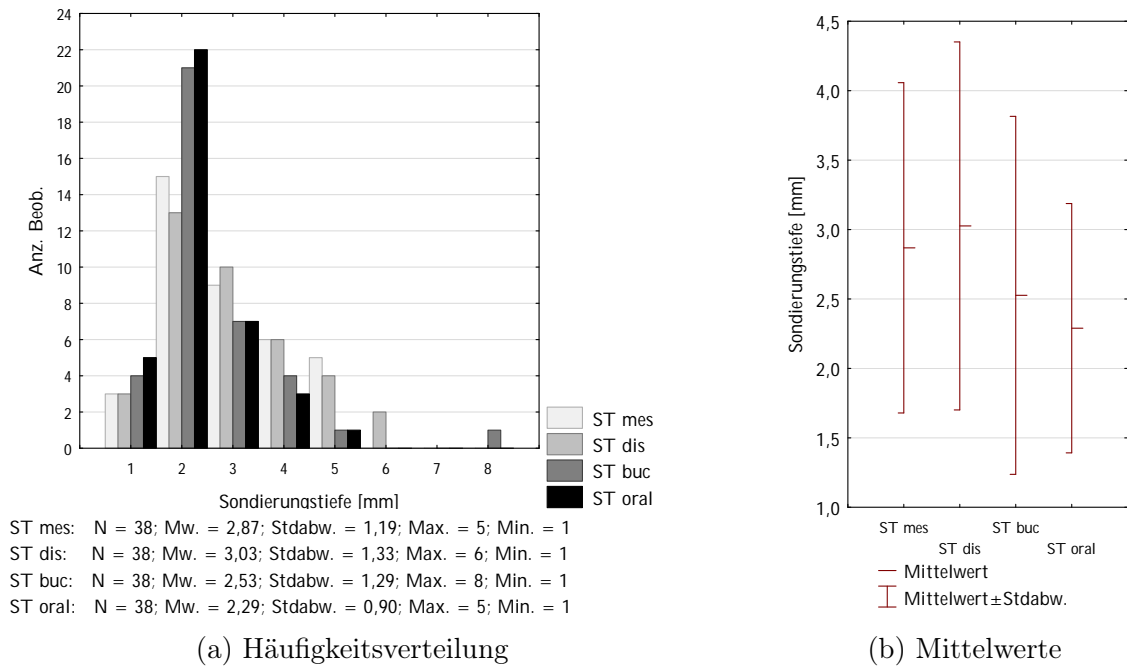 24
22
20
18
16
14
12
10
8
6
4
2
0
Anz. Beob.
1 2 3 4 5 6 7 8
Sondierungstiefe [mm]
ST mes
ST dis
ST buc
ST oral
ST mes: N = 38; Mw. = 2,87; Stdabw. = 1,19; Max. = 5; Min. = 1
ST dis: N = 38; Mw. = 3,03; Stdabw. = 1,33; Max. = 6; Min. = 1
ST buc: N = 38; Mw. = 2,53; Stdabw. = 1,29; Max. = 8; Min. = 1
ST oral: N = 38; Mw. = 2,29; Stdabw. = 0,90; Max. = 5; Min. = 1
(a) Häufigkeitsverteilung
4,5
4,0
3,5
3,0
2,5
2,0
1,5
1,0
Sondierungstiefe [mm]
ST mes ST buc
ST dis ST oral
Mittelwert
Mittelwert±Stdabw.
(b) Mittelwerte